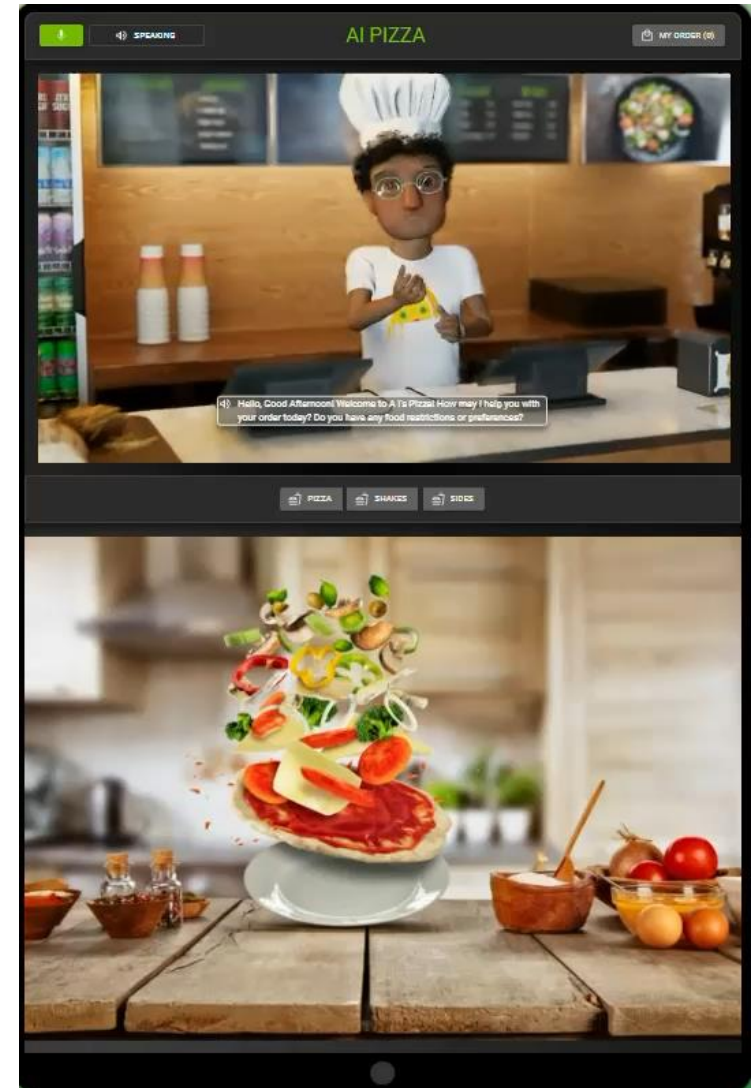 SPEAKING
AI PIZZA
MY ORDER (0)
Hello, Good Afternoon! Welcome to A I's Pizza! How may I help you with
your order today? Do you have any food restrictions or preferences?
PIZZA
SHAKES
SIDES